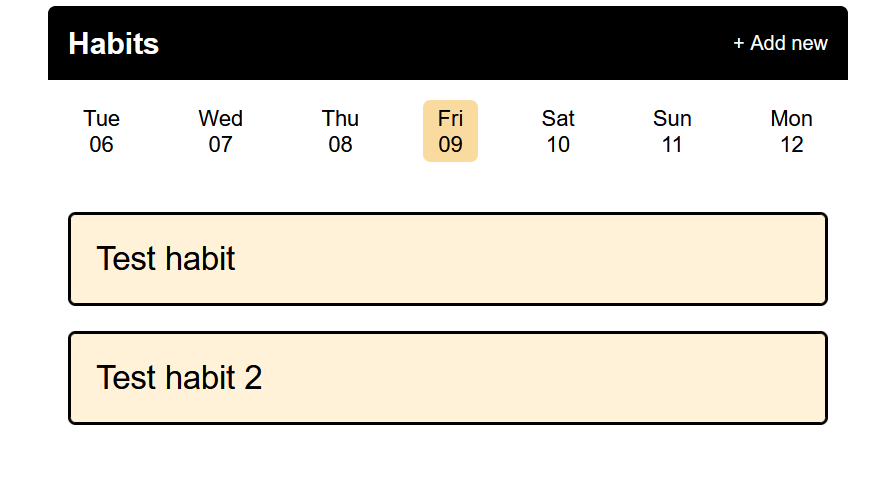 Habits + Add new
Tue Wed Thu Fri Sat Sun Mon
06 07 08 09 10 11 12
Test habit
Test habit 2